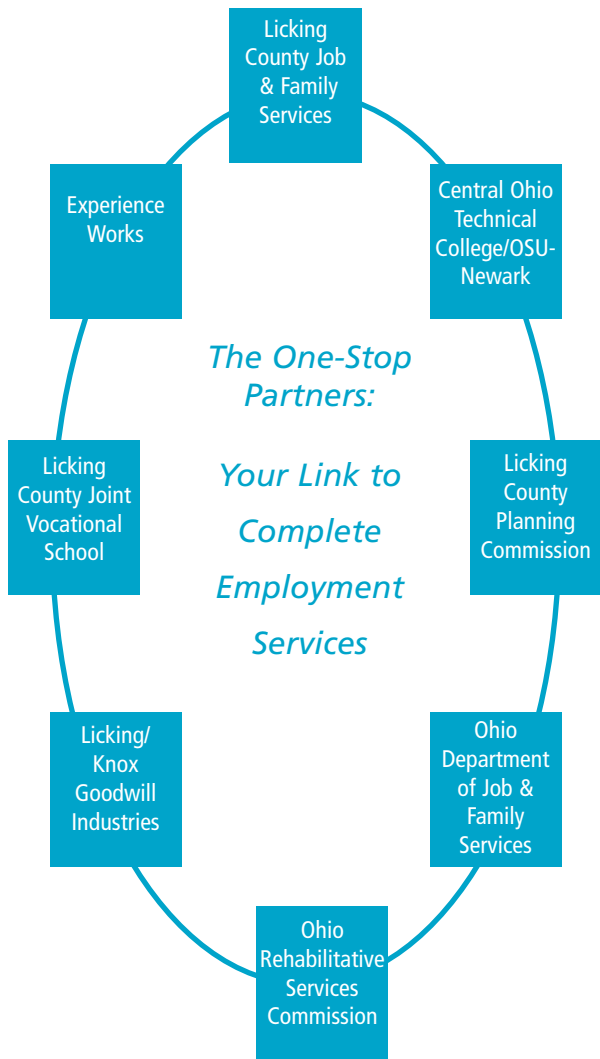 Licking
County Job
& Family
Services
Experience
Works
Central Ohio
Technical
College/OSU-
Newark
The One-Stop
Partners:
Your Link to
Complete
Employment
Services
Licking
County Joint
Vocational
School
Licking
County
Planning
Commission
Licking/
Knox
Goodwill
Industries
Ohio
Department
of Job &
Family
Services
Ohio
Rehabilitative
Services
Commission